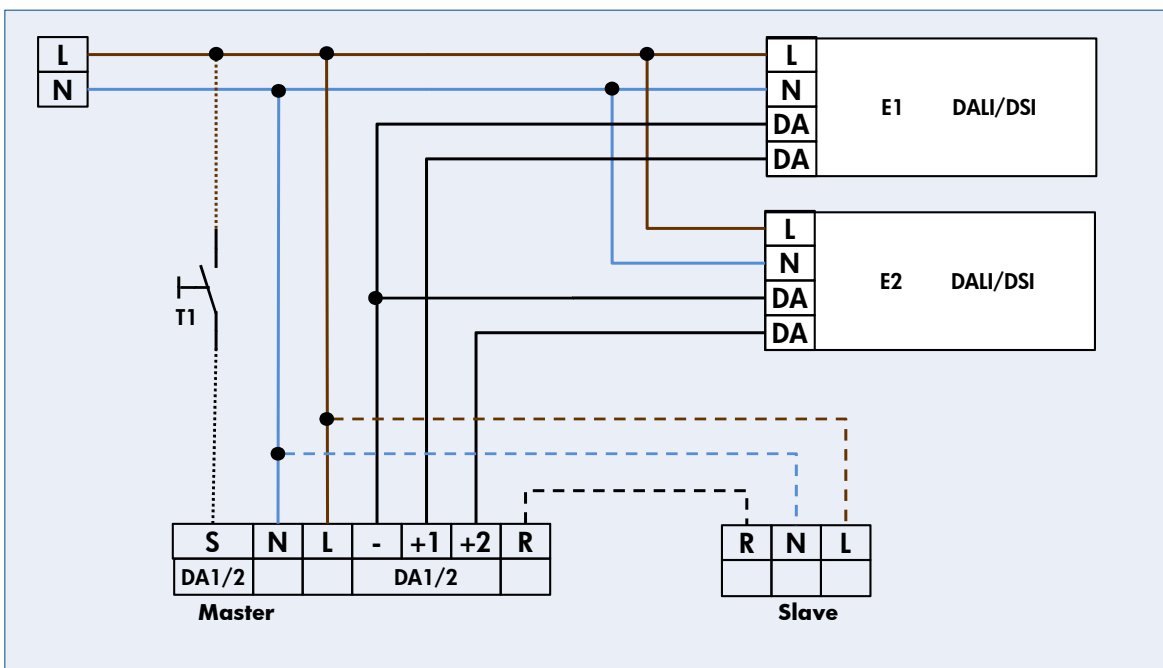 L
N
L
N
DA
DA
E1 DALI/DSI
L
N
DA
DA
E2 DALI/DSI
T1
S N L - +1 +2 R
DA1/2 DA1/2
Master
R N L
Slave